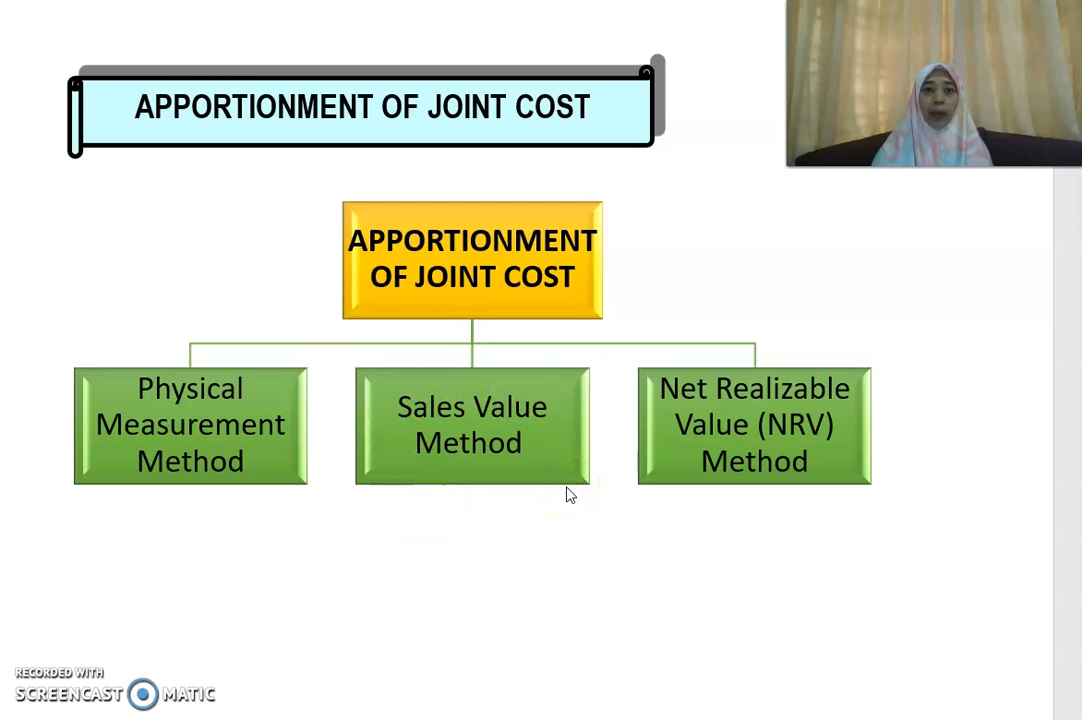 APPORTIONMENT OF JOINT COST
APPORTIONMENT
OF JOINT COST
Physical
Measurement
Method
Sales Value
Method
Net Realizable
Value (NRV)
Method
RECORDED WITH
SCREENCAST MATIC